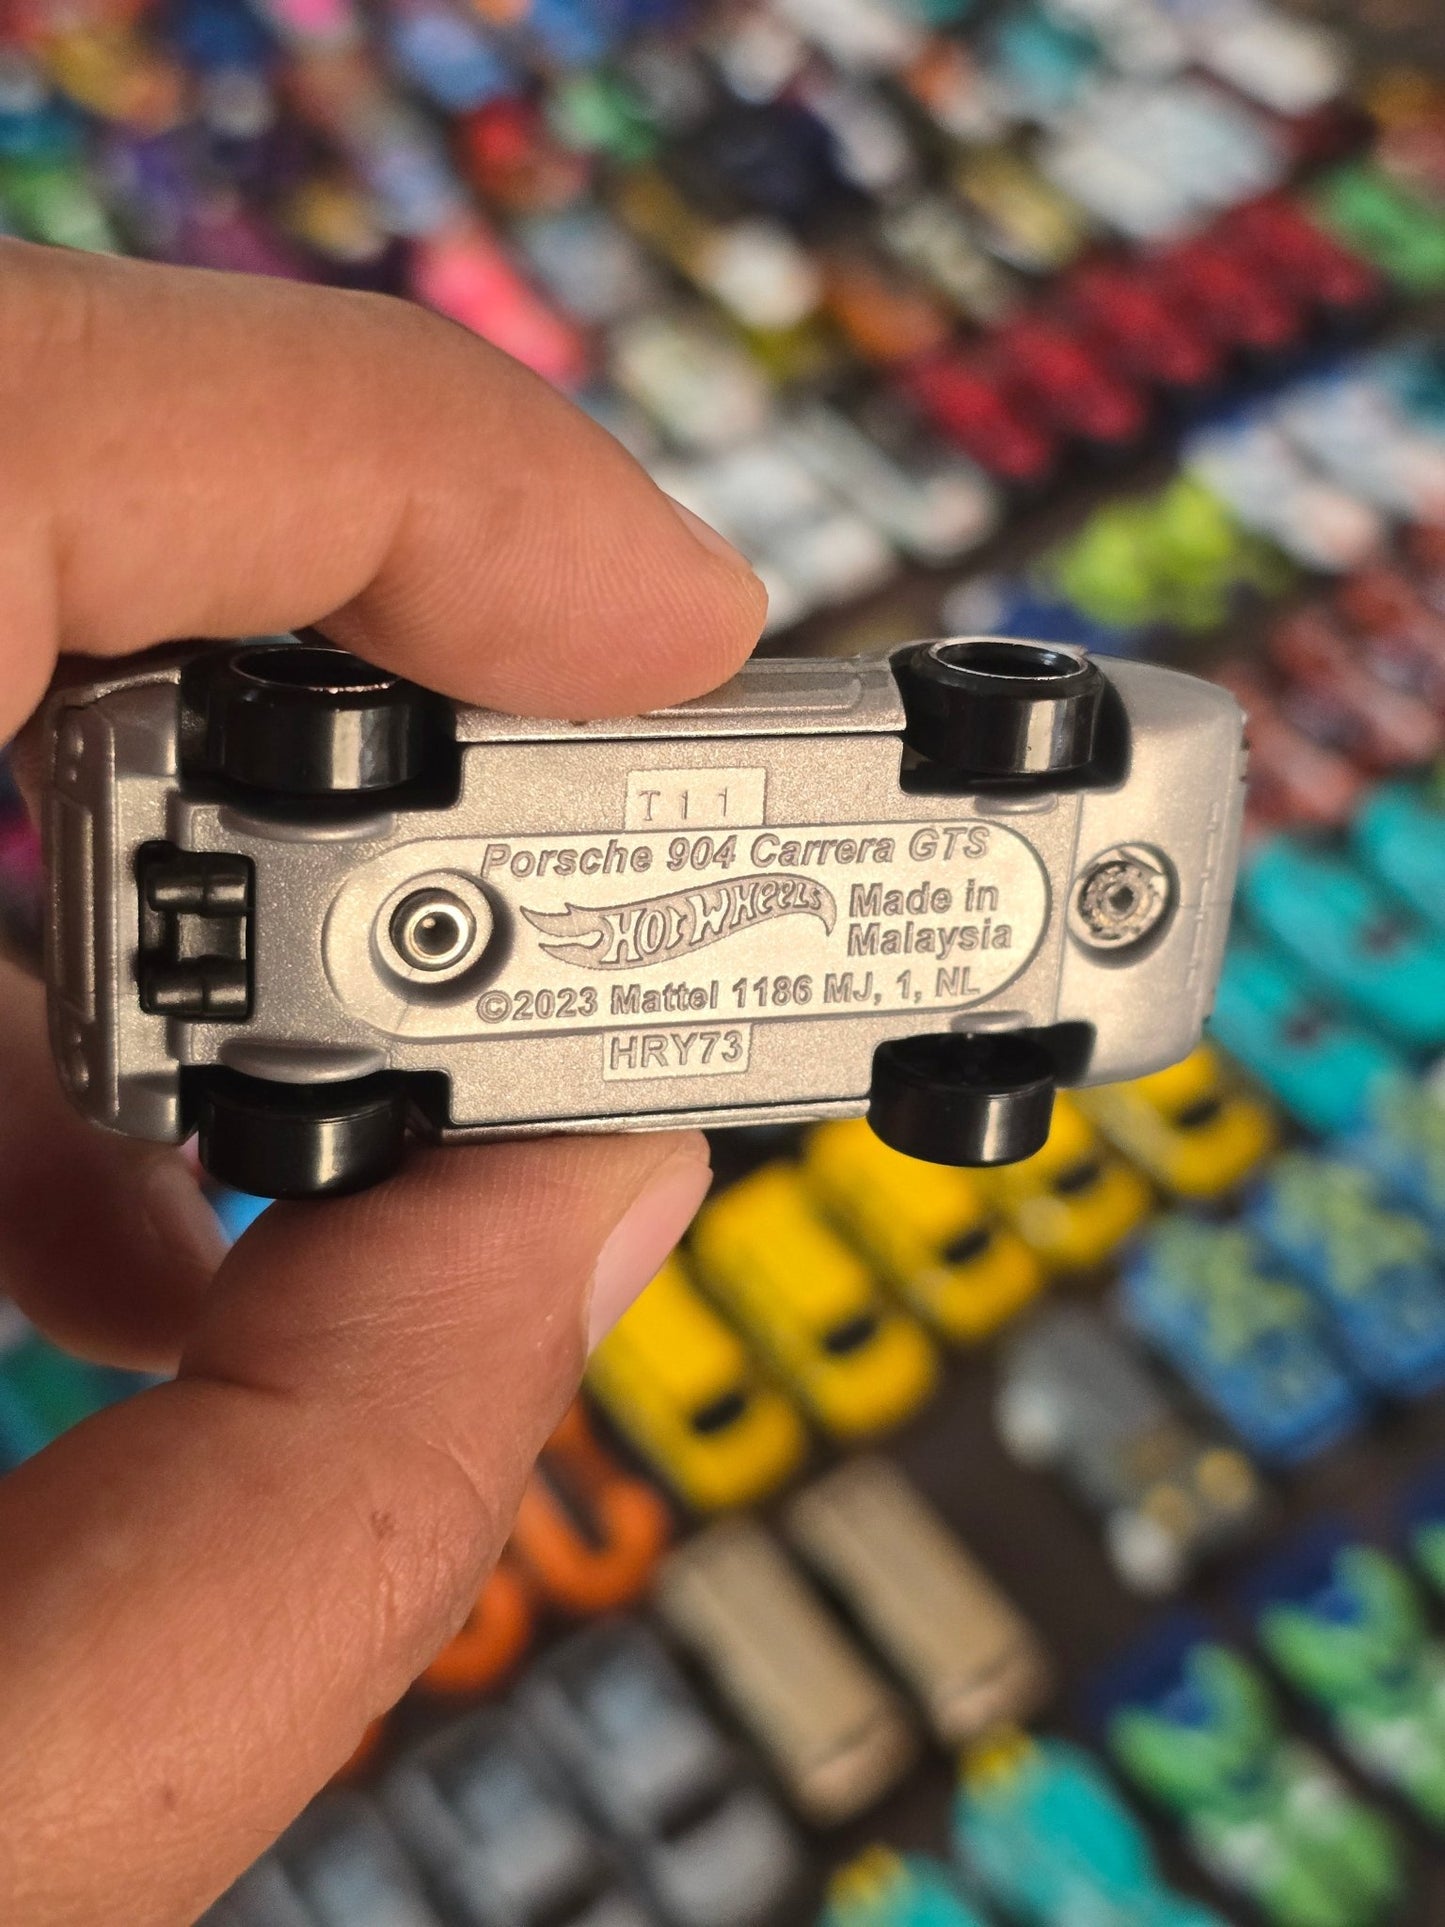 T11
Porsche 904 Carrera GTS
HOT WHEELS
Made in
Malaysia
©2023 Mattel 1186 MJ, 1, NL
HRY73